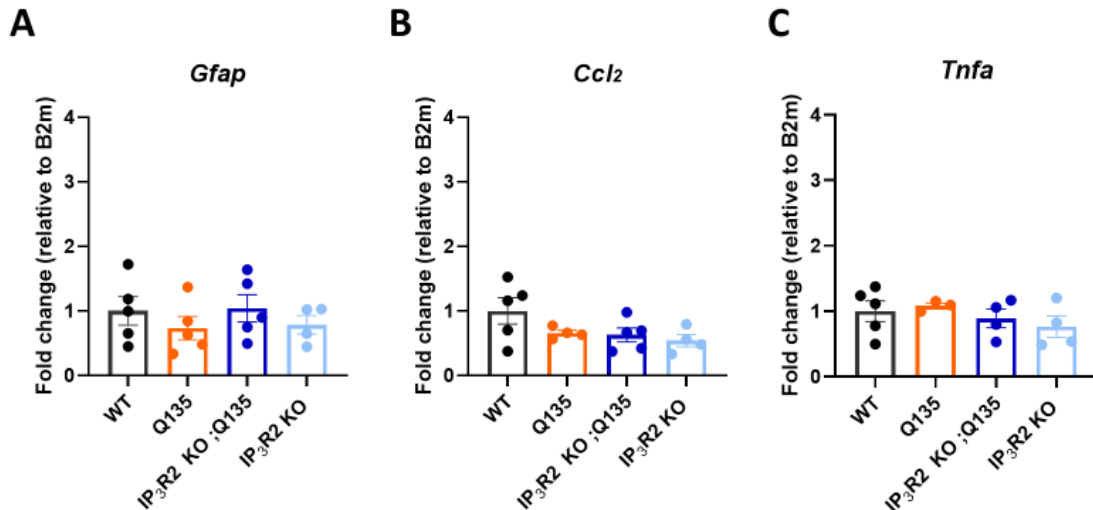 A
Gfap
Fold change (relative to B2m)
4
3
2
1
0
WT
Q135
IP₃R2 KO ;Q135
IP₃R2 KO
B
Ccl₂
Fold change (relative to B2m)
4
3
2
1
0
WT
Q135
IP₃R2 KO ;Q135
IP₃R2 KO
C
Tnfa
Fold change (relative to B2m)
4
3
2
1
0
WT
Q135
IP₃R2 KO ;Q135
IP₃R2 KO